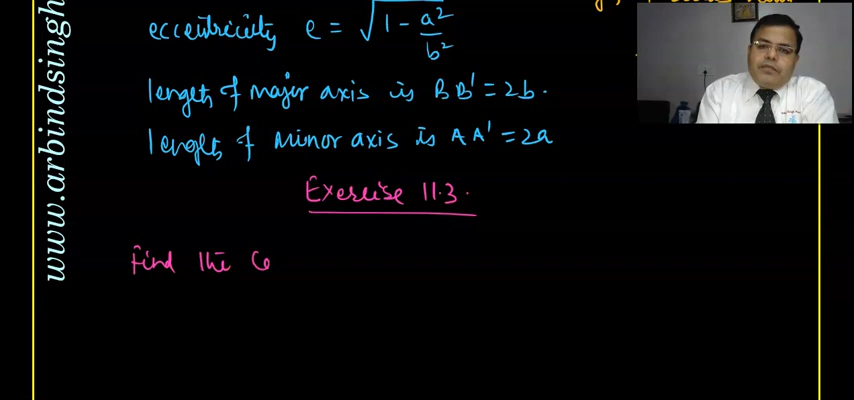 www.arbindsingh
eccentricity e = √(1 - a²/b²)
length of major axis is BB' = 2b.
length of minor axis is AA' = 2a
Exercise 11.3.
Find the Co